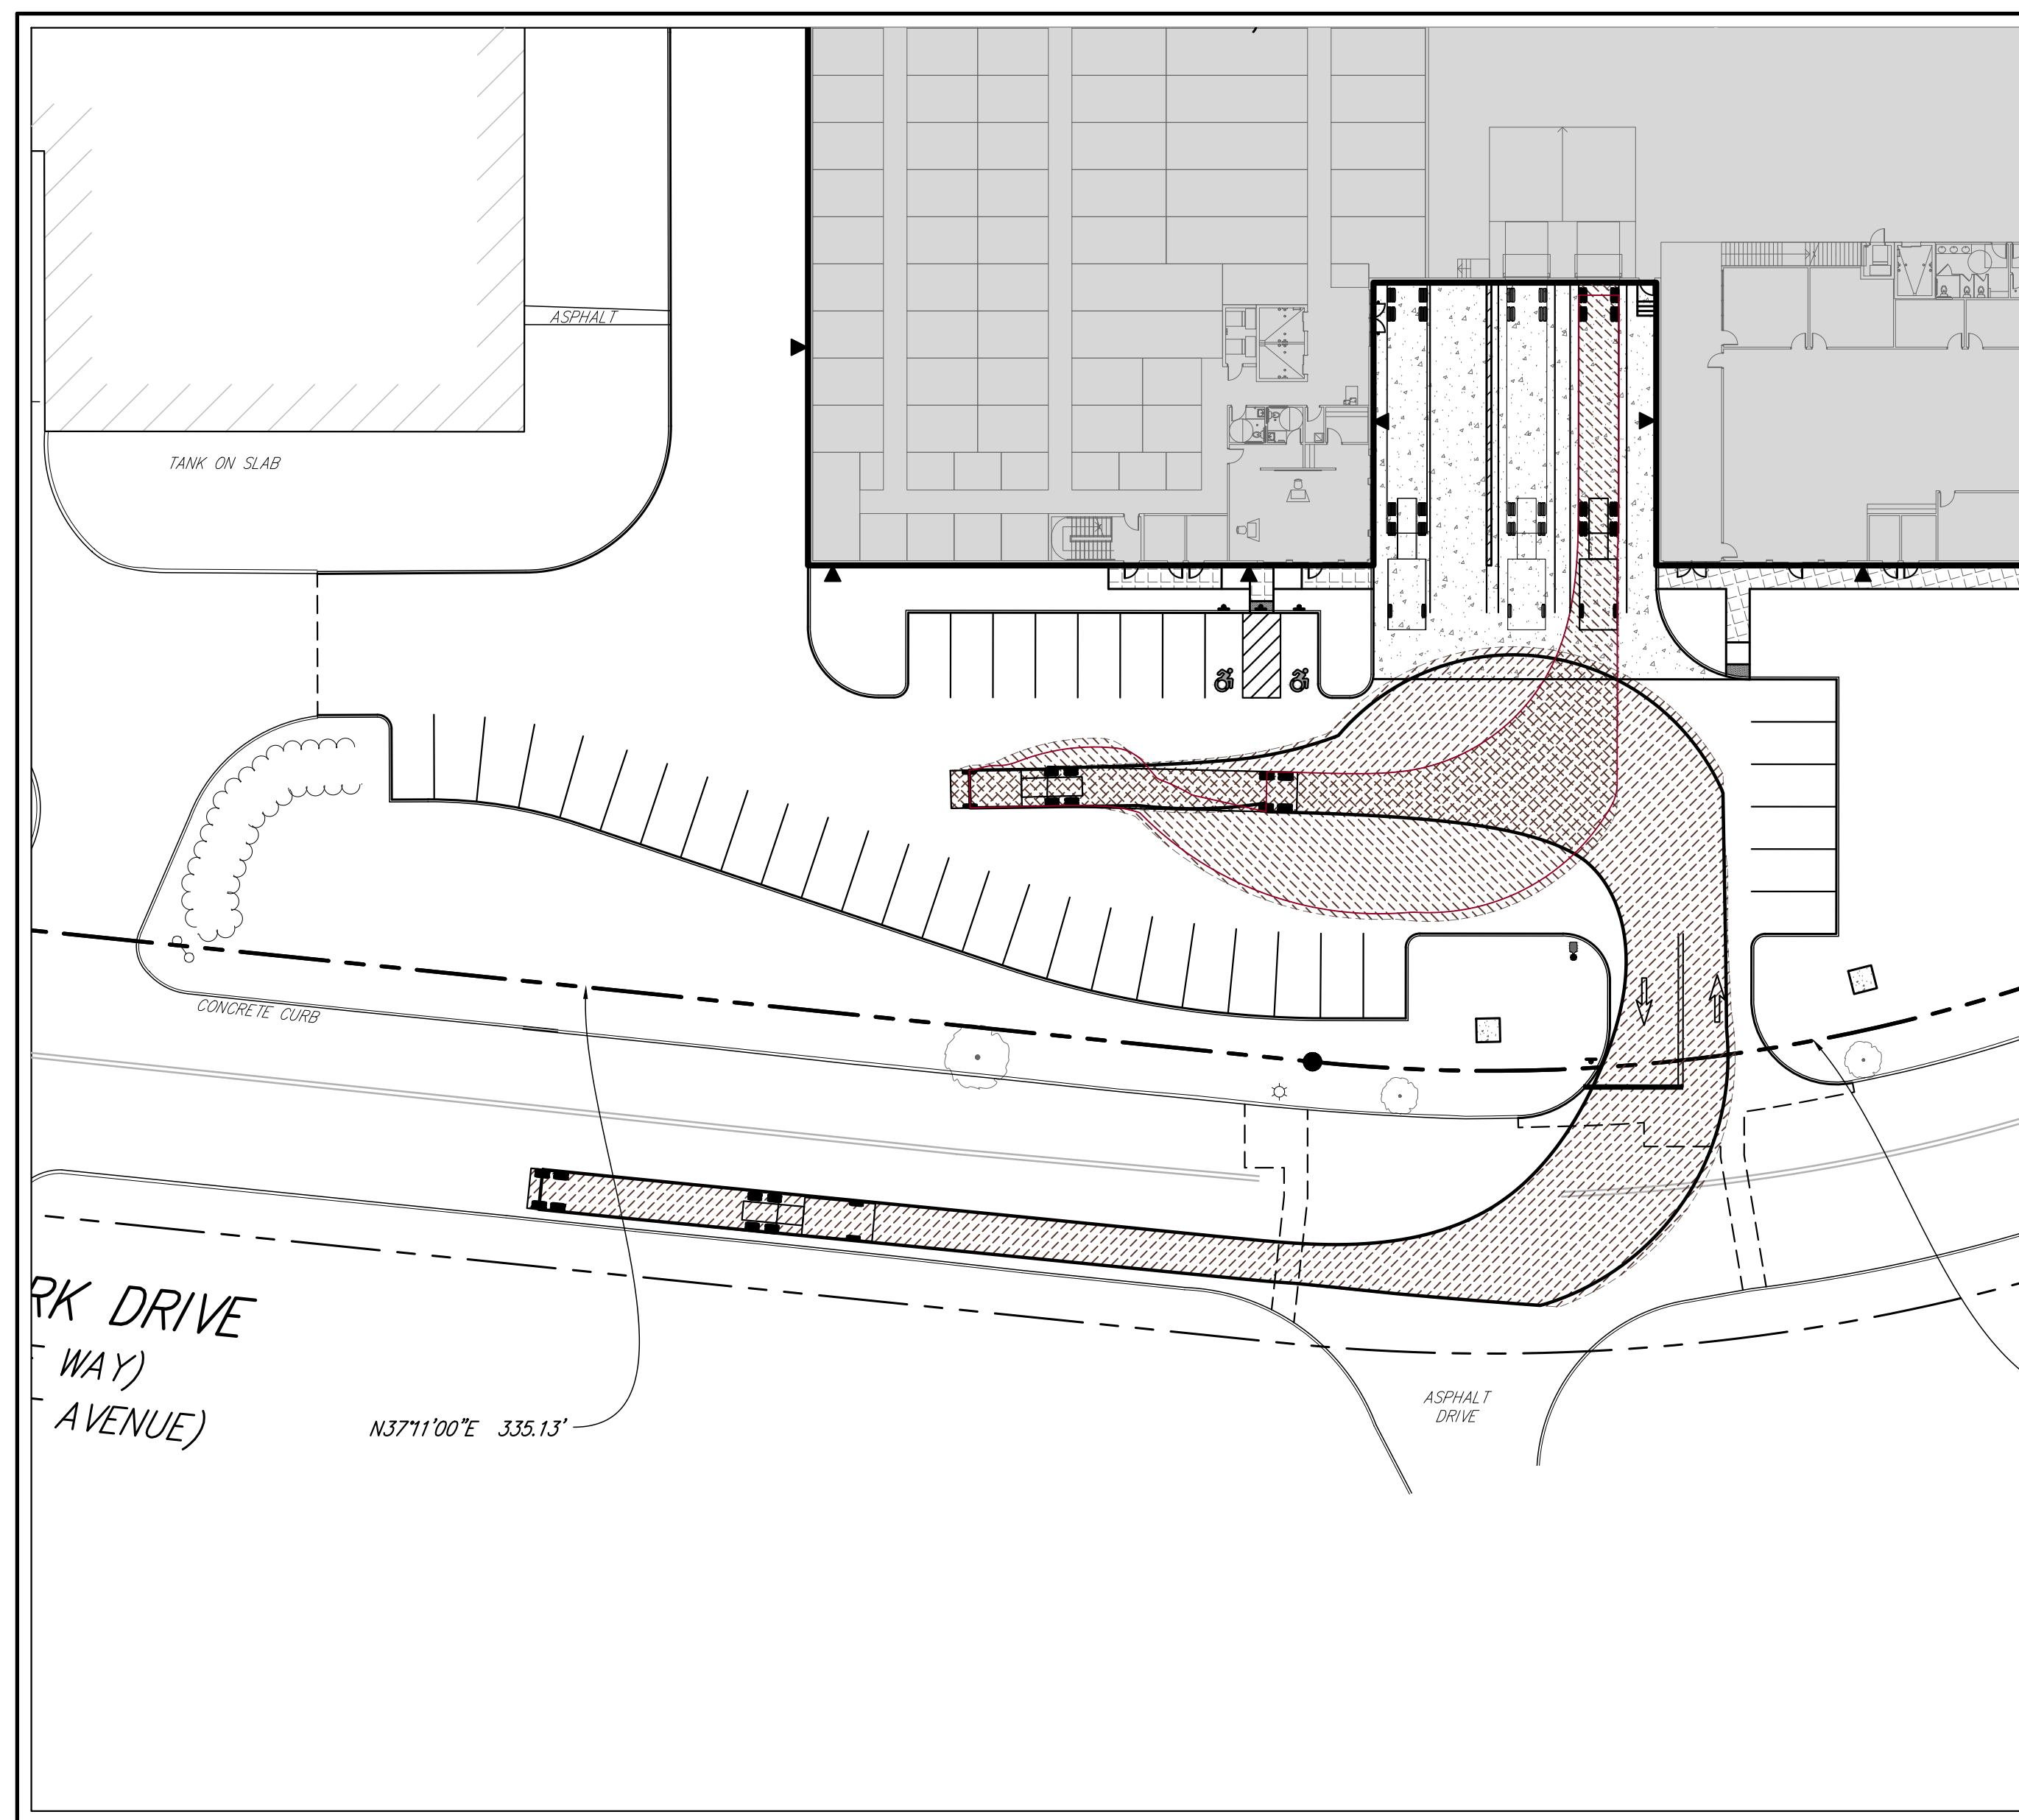 ASPHALT
TANK ON SLAB
CONCRETE CURB
RK DRIVE
WAY)
AVENUE)
N37°11'00"E 335.13'
ASPHALT
DRIVE